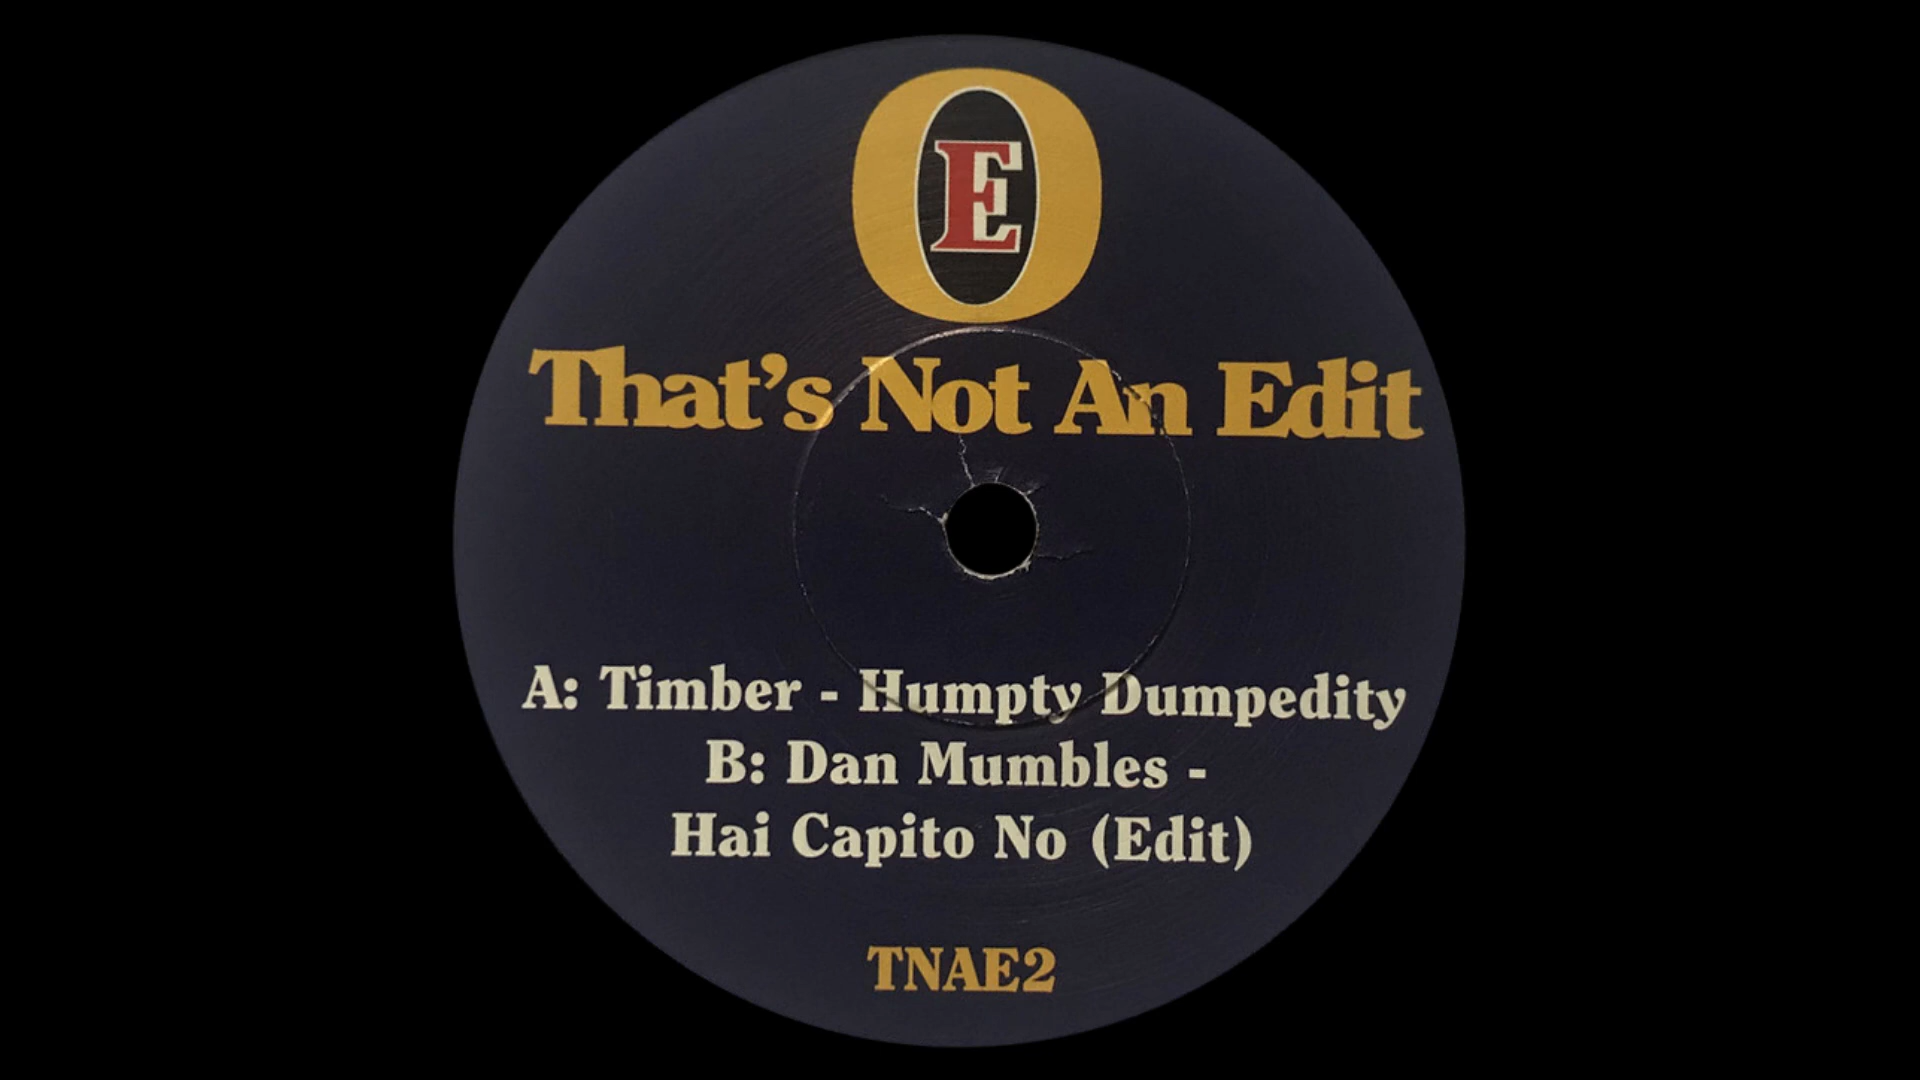 E
That's Not An Edit
A: Timber - Humpty Dumpedity
B: Dan Mumbles -
Hai Capito No (Edit)
TNAE2